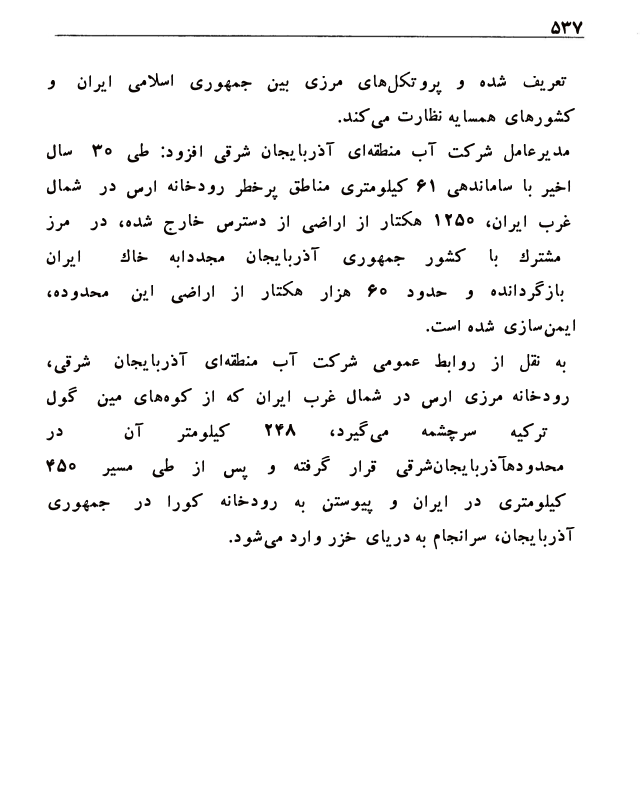 ۵۳۷
تعریف شده و پروتکل‌های مرزی بین جمهوری اسلامی ایران و
کشورهای همسایه نظارت می‌کند.
مدیرعامل شرکت آب منطقه‌ای آذربایجان شرقی افزود: طی ۳۰ سال
اخیر با ساماندهی ۶۱ کیلومتری مناطق پرخطر رودخانه ارس در شمال
غرب ایران، ۱۲۵۰ هکتار از اراضی از دسترس خارج شده، در مرز
مشترك با کشور جمهوری آذربایجان مجددابه خاك ایران
بازگردانده و حدود ۶۰ هزار هکتار از اراضی این محدوده،
ایمن‌سازی شده است.
به نقل از روابط عمومی شرکت آب منطقه‌ای آذربایجان شرقی،
رودخانه مرزی ارس در شمال غرب ایران که از کوه‌های مین گول
ترکیه سرچشمه می‌گیرد، ۲۴۸ کیلومتر آن در
محدودهآذربایجان‌شرقی قرار گرفته و پس از طی مسیر ۴۵۰
کیلومتری در ایران و پیوستن به رودخانه کورا در جمهوری
آذربایجان، سرانجام به دریای خزر وارد می‌شود.